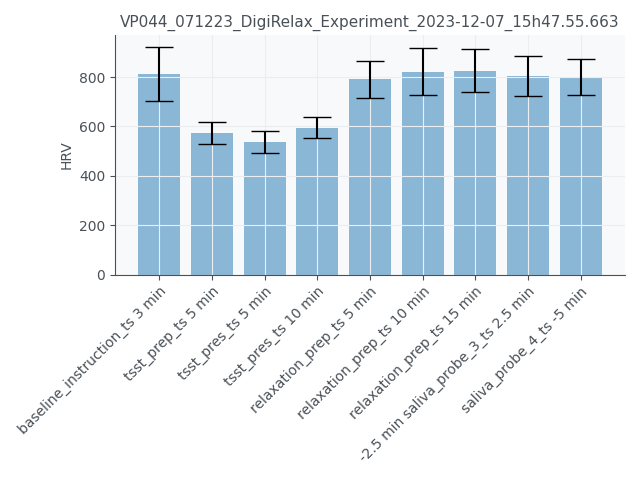 VP044_071223_DigiRelax_Experiment_2023-12-07_15h47.55.663
HRV
800
600
400
200
0
baseline_instruction_ts 3 min
tsst_prep_ts 5 min
tsst_pres_ts 5 min
tsst_pres_ts 10 min
relaxation_prep_ts 5 min
relaxation_prep_ts 10 min
relaxation_prep_ts 15 min
-2.5 min saliva_probe_3_ts 2.5 min
saliva_probe_4_ts -5 min